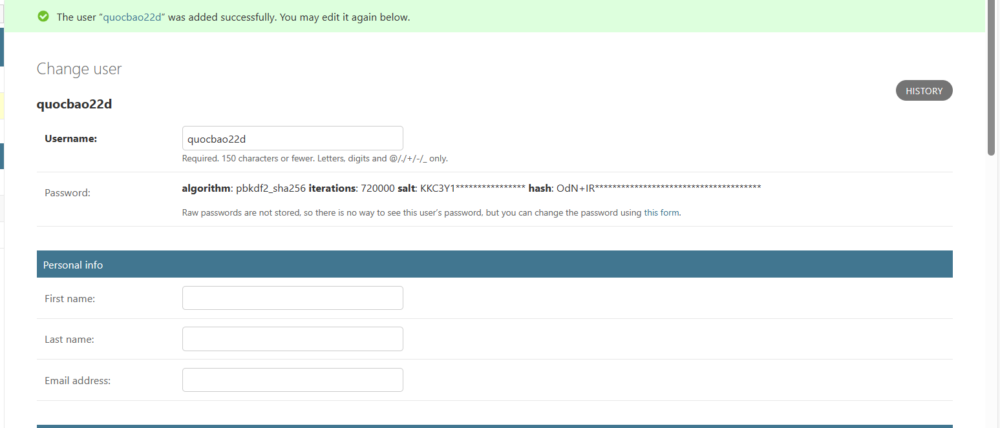 The user “quocbao22d” was added successfully. You may edit it again below.
Change user
HISTORY
quocbao22d
Username:
quocbao22d
Required. 150 characters or fewer. Letters, digits and @/./+/-/_ only.
Password:
algorithm: pbkdf2_sha256 iterations: 720000 salt: KKC3Y1**************** hash: OdN+IR**************************************
Raw passwords are not stored, so there is no way to see this user’s password, but you can change the password using this form.
Personal info
First name:
Last name:
Email address: